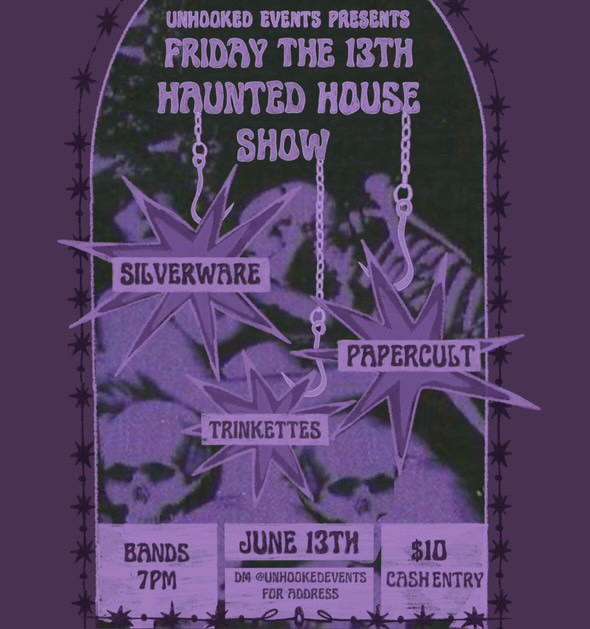 UNHOOKED EVENTS PRESENTS
FRIDAY THE 13TH
HAUNTED HOUSE
SHOW
SILVERWARE
PAPERCULT
TRINKETTES
BANDS
7PM
JUNE 13TH
DM @UNHOOKEDEVENTS
FOR ADDRESS
$10
CASH ENTRY